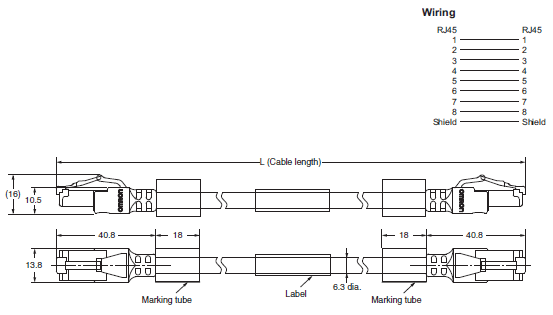 Wiring
RJ45 RJ45
1 1
2 2
3 3
4 4
5 5
6 6
7 7
8 8
Shield Shield
L (Cable length)
(16)
10.5
OMRON
OMRON
40.8 18 18 40.8
13.8
6.3 dia.
Marking tube
Label
Marking tube